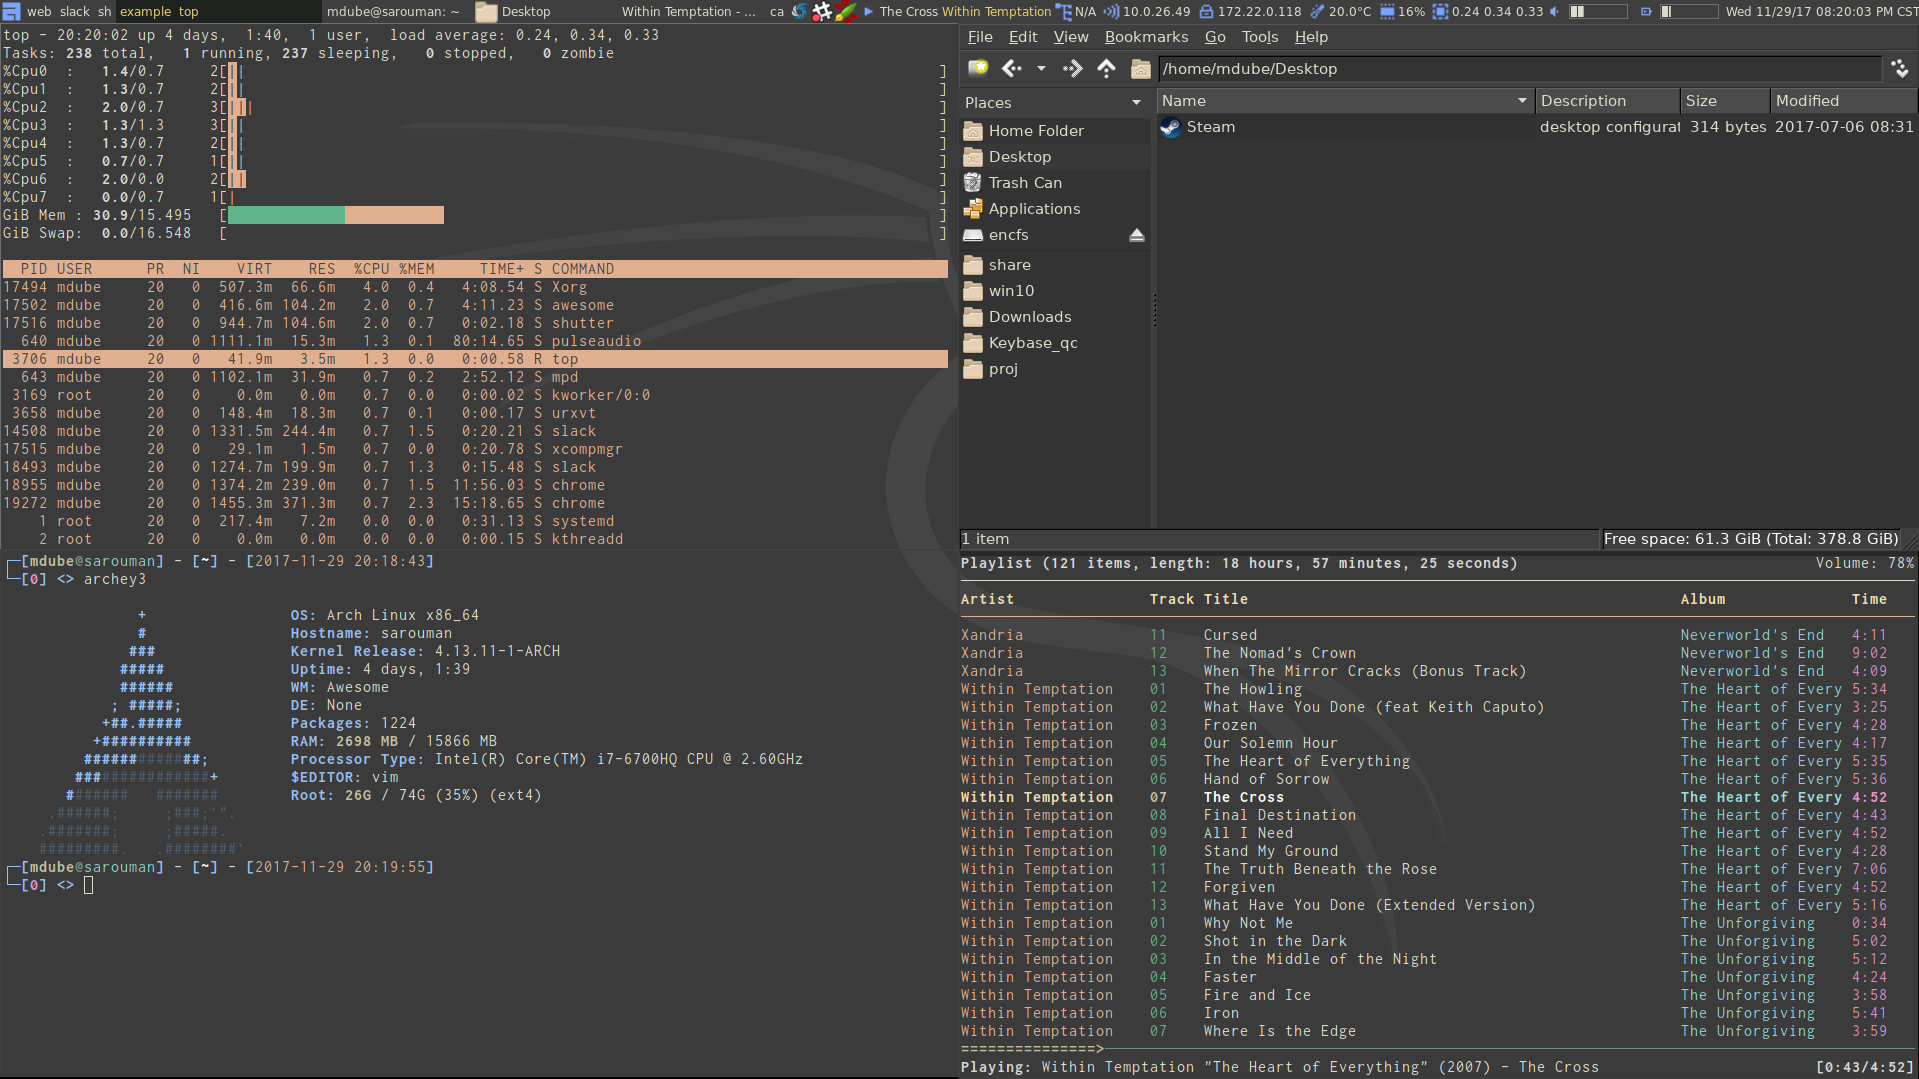 web slack sh example top mdube@sarouman: ~ Desktop Within Temptation - ... ca The Cross Within Temptation N/A 10.0.26.49 172.22.0.118 20.0°C 16% 0.24 0.34 0.33 Wed 11/29/17 08:20:03 PM CST
top - 20:20:02 up 4 days,  1:40,  1 user,  load average: 0.24, 0.34, 0.33
Tasks: 238 total,   1 running, 237 sleeping,   0 stopped,   0 zombie
%Cpu0  :   1.4/0.7     2[|| ]
%Cpu1  :   1.3/0.7     2[|| ]
%Cpu2  :   2.0/0.7     3[||| ]
%Cpu3  :   1.3/1.3     3[|| ]
%Cpu4  :   1.3/0.7     2[|| ]
%Cpu5  :   0.7/0.7     1[|| ]
%Cpu6  :   2.0/0.0     2[|| ]
%Cpu7  :   0.0/0.7     1[| ]
GiB Mem : 30.9/15.495   [ ]
GiB Swap:  0.0/16.548   [ ]
PID USER PR NI VIRT RES %CPU %MEM TIME+ S COMMAND
17494 mdube 20 0 507.3m 66.6m 4.0 0.4 4:08.54 S Xorg
17502 mdube 20 0 416.6m 104.2m 2.0 0.7 4:11.23 S awesome
17516 mdube 20 0 944.7m 104.6m 2.0 0.7 0:02.18 S shutter
640 mdube 20 0 1111.1m 15.3m 1.3 0.1 80:14.65 S pulseaudio
3706 mdube 20 0 41.9m 3.5m 1.3 0.0 0:00.58 R top
643 mdube 20 0 1102.1m 31.9m 0.7 0.2 2:52.12 S mpd
3169 root 20 0 0.0m 0.0m 0.7 0.0 0:00.02 S kworker/0:0
3658 mdube 20 0 148.4m 18.3m 0.7 0.1 0:00.17 S urxvt
14508 mdube 20 0 1331.5m 244.4m 0.7 1.5 0:20.21 S slack
17515 mdube 20 0 29.1m 1.5m 0.7 0.0 0:20.78 S xcompmgr
18493 mdube 20 0 1274.7m 199.9m 0.7 1.3 0:15.48 S slack
18955 mdube 20 0 1374.2m 239.0m 0.7 1.5 11:56.03 S chrome
19272 mdube 20 0 1455.3m 371.3m 0.7 2.3 15:18.65 S chrome
1 root 20 0 217.4m 7.2m 0.0 0.0 0:31.13 S systemd
2 root 20 0 0.0m 0.0m 0.0 0.0 0:00.15 S kthreadd
File Edit View Bookmarks Go Tools Help
/home/mdube/Desktop
Places
Home Folder
Desktop
Trash Can
Applications
encfs
share
win10
Downloads
Keybase_qc
proj
Name Description Size Modified
Steam desktop configurat 314 bytes 2017-07-06 08:31
1 item Free space: 61.3 GiB (Total: 378.8 GiB)
[mdube@sarouman] - [~] - [2017-11-29 20:18:43]
[0] <> archey3
+
#
###
#####
######
; #####;
+##.#####
+##########
#############;
###############+
####### #######
.######; ;###;`".
.#######; ;#####.
#########. .########`
OS: Arch Linux x86_64
Hostname: sarouman
Kernel Release: 4.13.11-1-ARCH
Uptime: 4 days, 1:39
WM: Awesome
DE: None
Packages: 1224
RAM: 2698 MB / 15866 MB
Processor Type: Intel(R) Core(TM) i7-6700HQ CPU @ 2.60GHz
$EDITOR: vim
Root: 26G / 74G (35%) (ext4)
[mdube@sarouman] - [~] - [2017-11-29 20:19:55]
[0] <>
Playlist (121 items, length: 18 hours, 57 minutes, 25 seconds) Volume: 78%
Artist Track Title Album Time
Xandria 11 Cursed Neverworld's End 4:11
Xandria 12 The Nomad's Crown Neverworld's End 9:02
Xandria 13 When The Mirror Cracks (Bonus Track) Neverworld's End 4:09
Within Temptation 01 The Howling The Heart of Every 5:34
Within Temptation 02 What Have You Done (feat Keith Caputo) The Heart of Every 3:25
Within Temptation 03 Frozen The Heart of Every 4:28
Within Temptation 04 Our Solemn Hour The Heart of Every 4:17
Within Temptation 05 The Heart of Everything The Heart of Every 5:35
Within Temptation 06 Hand of Sorrow The Heart of Every 5:36
Within Temptation 07 The Cross The Heart of Every 4:52
Within Temptation 08 Final Destination The Heart of Every 4:43
Within Temptation 09 All I Need The Heart of Every 4:52
Within Temptation 10 Stand My Ground The Heart of Every 4:28
Within Temptation 11 The Truth Beneath the Rose The Heart of Every 7:06
Within Temptation 12 Forgiven The Heart of Every 4:52
Within Temptation 13 What Have You Done (Extended Version) The Heart of Every 5:16
Within Temptation 01 Why Not Me The Unforgiving 0:34
Within Temptation 02 Shot in the Dark The Unforgiving 5:02
Within Temptation 03 In the Middle of the Night The Unforgiving 5:12
Within Temptation 04 Faster The Unforgiving 4:24
Within Temptation 05 Fire and Ice The Unforgiving 3:58
Within Temptation 06 Iron The Unforgiving 5:41
Within Temptation 07 Where Is the Edge The Unforgiving 3:59
===============>
Playing: Within Temptation "The Heart of Everything" (2007) - The Cross [0:43/4:52]